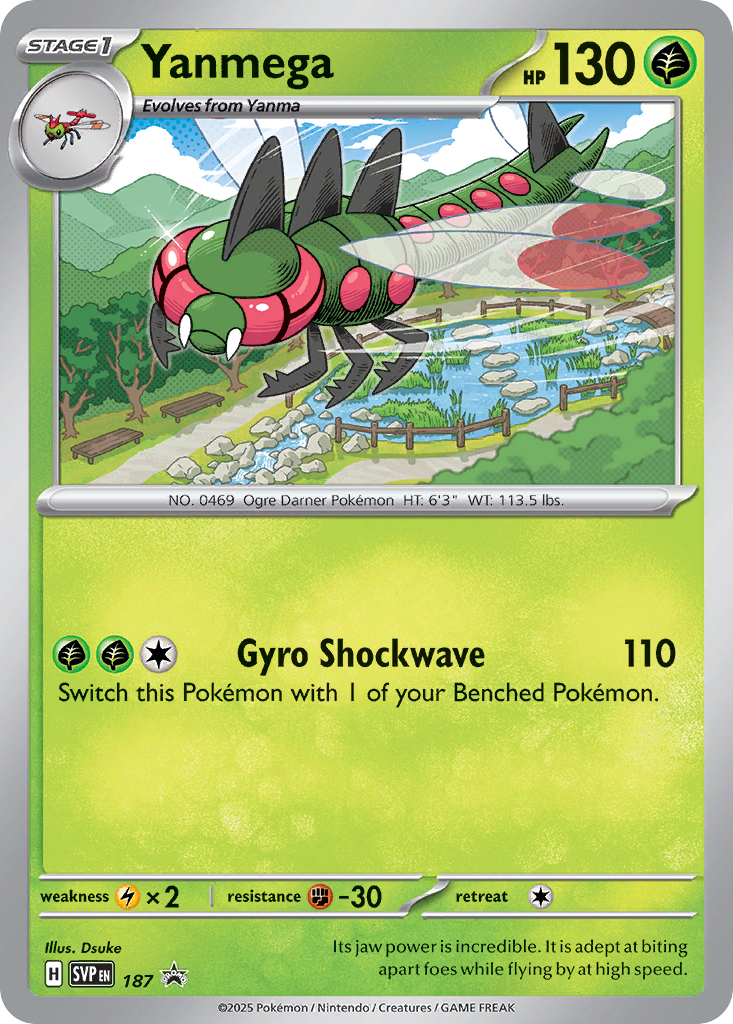 STAGE 1
Yanmega
HP 130
Evolves from Yanma
NO. 0469 Ogre Darner Pokémon HT: 6'3" WT: 113.5 lbs.
Gyro Shockwave 110
Switch this Pokémon with 1 of your Benched Pokémon.
weakness ×2 resistance -30 retreat
Illus. Dsuke
Its jaw power is incredible. It is adept at biting
apart foes while flying by at high speed.
H SVP EN 187
©2025 Pokémon / Nintendo / Creatures / GAME FREAK